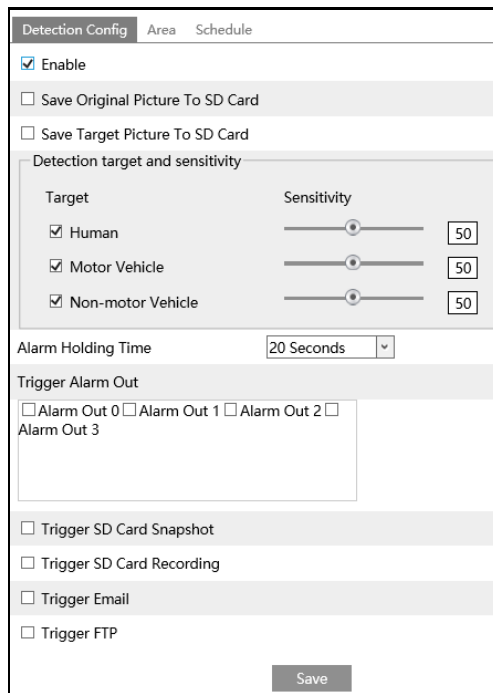 Detection Config Area Schedule
Enable
Save Original Picture To SD Card
Save Target Picture To SD Card
Detection target and sensitivity
Target Sensitivity
Human 50
Motor Vehicle 50
Non-motor Vehicle 50
Alarm Holding Time 20 Seconds
Trigger Alarm Out
Alarm Out 0 Alarm Out 1 Alarm Out 2
Alarm Out 3
Trigger SD Card Snapshot
Trigger SD Card Recording
Trigger Email
Trigger FTP
Save